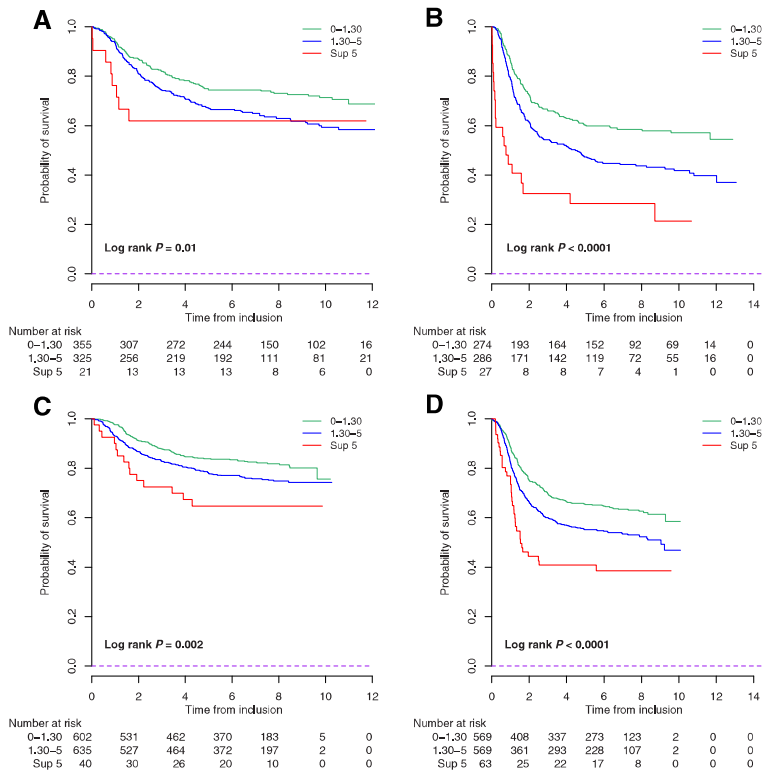 A
0–1.30
1.30–5
Sup 5
Probability of survival
1.0
0.8
0.6
0.4
0.2
0.0
Log rank P = 0.01
0 2 4 6 8 10 12
Time from inclusion
Number at risk
0–1.30 355 307 272 244 150 102 16
1.30–5 325 256 219 192 111 81 21
Sup 5 21 13 13 13 8 6 0
B
0–1.30
1.30–5
Sup 5
Probability of survival
1.0
0.8
0.6
0.4
0.2
0.0
Log rank P < 0.0001
0 2 4 6 8 10 12 14
Time from inclusion
Number at risk
0–1.30 274 193 164 152 92 69 14 0
1.30–5 286 171 142 119 72 55 16 0
Sup 5 27 8 8 7 4 1 0 0
C
0–1.30
1.30–5
Sup 5
Probability of survival
1.0
0.8
0.6
0.4
0.2
0.0
Log rank P = 0.002
0 2 4 6 8 10 12
Time from inclusion
Number at risk
0–1.30 602 531 462 370 183 5 0
1.30–5 635 527 464 372 197 2 0
Sup 5 40 30 26 20 10 0 0
D
0–1.30
1.30–5
Sup 5
Probability of survival
1.0
0.8
0.6
0.4
0.2
0.0
Log rank P < 0.0001
0 2 4 6 8 10 12 14
Time from inclusion
Number at risk
0–1.30 569 408 337 273 123 2 0 0
1.30–5 569 361 293 228 107 2 0 0
Sup 5 63 25 22 17 8 0 0 0